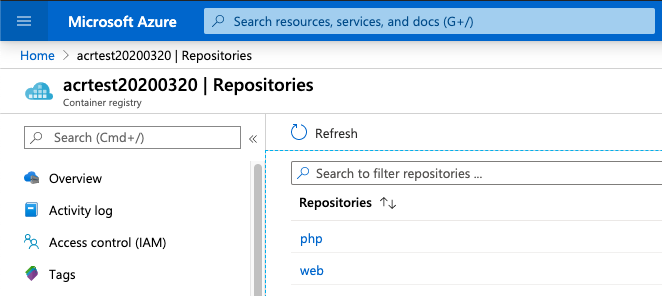 Microsoft Azure
Search resources, services, and docs (G+/)
Home > acrtest20200320 | Repositories
acrtest20200320 | Repositories
Container registry
Search (Cmd+/)
«
Refresh
Overview
Search to filter repositories ...
Activity log
Repositories ↑↓
Access control (IAM)
php
Tags
web